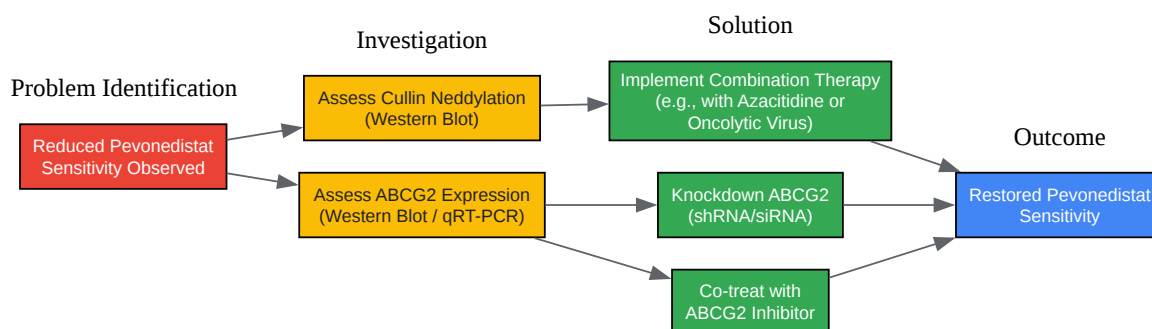 Problem Identification
Reduced Pevonedistat
Sensitivity Observed
Investigation
Assess Cullin Neddylation
(Western Blot)
Assess ABCG2 Expression
(Western Blot / qRT-PCR)
Solution
Implement Combination Therapy
(e.g., with Azacitidine or
Oncolytic Virus)
Knockdown ABCG2
(shRNA/siRNA)
Co-treat with
ABCG2 Inhibitor
Outcome
Restored Pevonedistat
Sensitivity